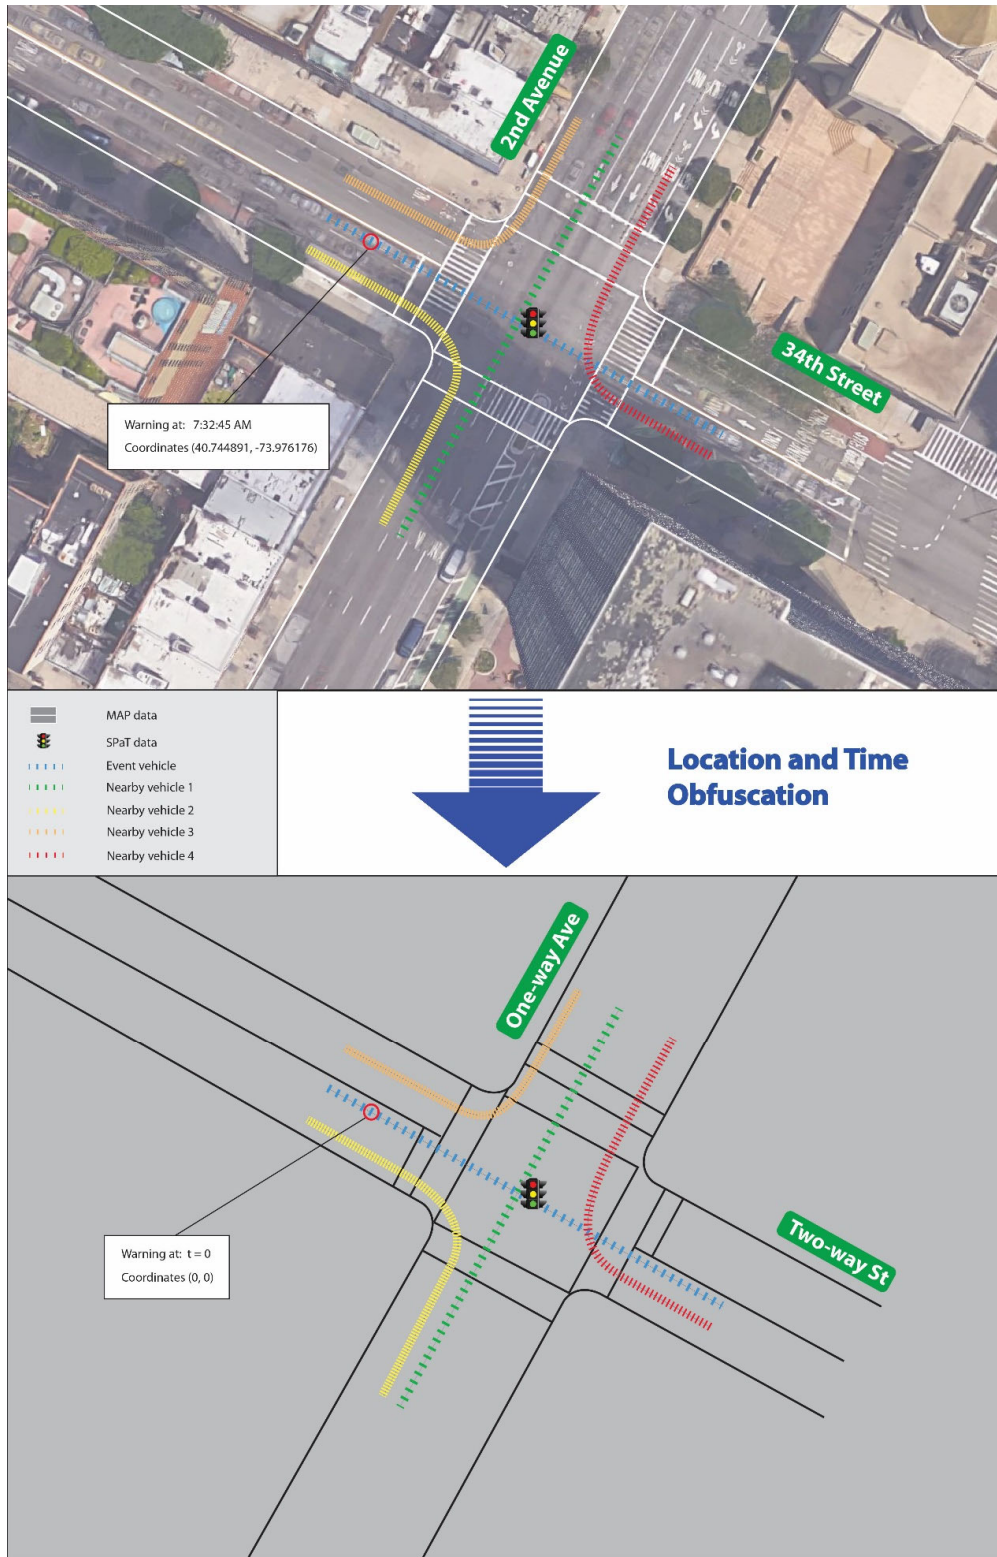 2nd Avenue
34th Street
Warning at: 7:32:45 AM
Coordinates (40.744891, -73.976176)
MAP data
SPaT data
Event vehicle
Nearby vehicle 1
Nearby vehicle 2
Nearby vehicle 3
Nearby vehicle 4
Location and Time
Obfuscation
One-way Ave
Two-way St
Warning at: t = 0
Coordinates (0, 0)